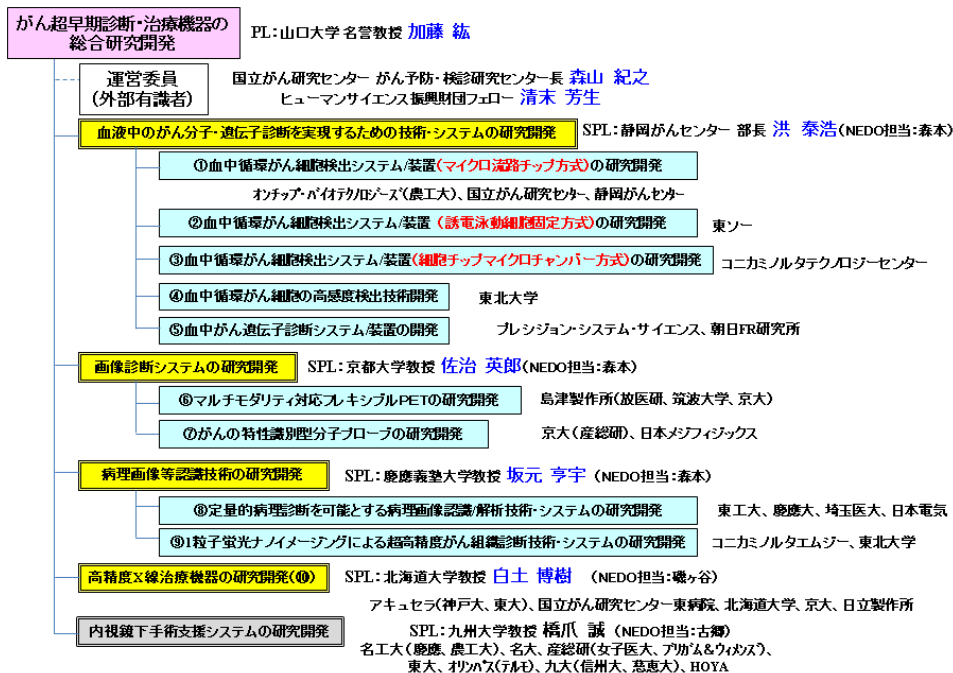 がん超早期診断・治療機器の
総合研究開発
PL：山口大学 名誉教授 加藤 紘
運営委員
（外部有識者）
国立がん研究センター がん予防・検診研究センター長 森山 紀之
ヒューマンサイエンス振興財団フェロー 清末 芳生
血液中のがん分子・遺伝子診断を実現するための技術・システムの研究開発
SPL：静岡がんセンター 部長 洪 泰浩（NEDO担当：森本）
①血中循環がん細胞検出システム/装置（マイクロ流路チップ方式）の研究開発
オンチップ・バイオテクノロジーズ（農工大）、国立がん研究センター、静岡がんセンター
②血中循環がん細胞検出システム/装置（誘電泳動細胞固定方式）の研究開発
東ソー
③血中循環がん細胞検出システム/装置（細胞チップマイクロチャンバー方式）の研究開発
コニカミノルタテクノロジーセンター
④血中循環がん細胞の高感度検出技術開発
東北大学
⑤血中がん遺伝子診断システム/装置の開発
プレシジョン・システム・サイエンス、朝日FR研究所
画像診断システムの研究開発
SPL：京都大学教授 佐治 英郎（NEDO担当：森本）
⑥マルチモダリティ対応フレキシブルPETの研究開発
島津製作所（放医研、筑波大学、京大）
⑦がんの特性識別型分子プローブの研究開発
京大（産総研）、日本メジフィジックス
病理画像等認識技術の研究開発
SPL：慶應義塾大学教授 坂元 亨宇 （NEDO担当：森本）
⑧定量的病理診断を可能とする病理画像認識/解析技術・システムの研究開発
東工大、慶應大、埼玉医大、日本電気
⑨1粒子蛍光ナノイメージングによる超高精度がん組織診断技術・システムの研究開発
コニカミノルタエムジー、東北大学
高精度X線治療機器の研究開発（⑩）
SPL：北海道大学教授 白土 博樹 （NEDO担当：磯ヶ谷）
アキュセラ（神戸大、東大）、国立がん研究センター東病院、北海道大学、京大、日立製作所
内視鏡下手術支援システムの研究開発
SPL：九州大学教授 橋爪 誠 （NEDO担当：古郷）
名工大（慶應、農工大）、名大、産総研（女子医大、ブリガム＆ウィメンズ）、
東大、オリンパス（テルモ）、九大（信州大、慈恵大）、HOYA